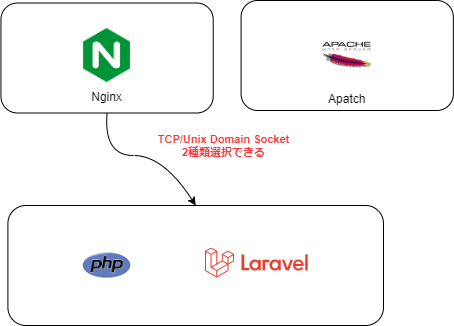 N
APACHE
HTTP SERVER
Nginx
Apatch
TCP/Unix Domain Socket
2種類選択できる
php
Laravel